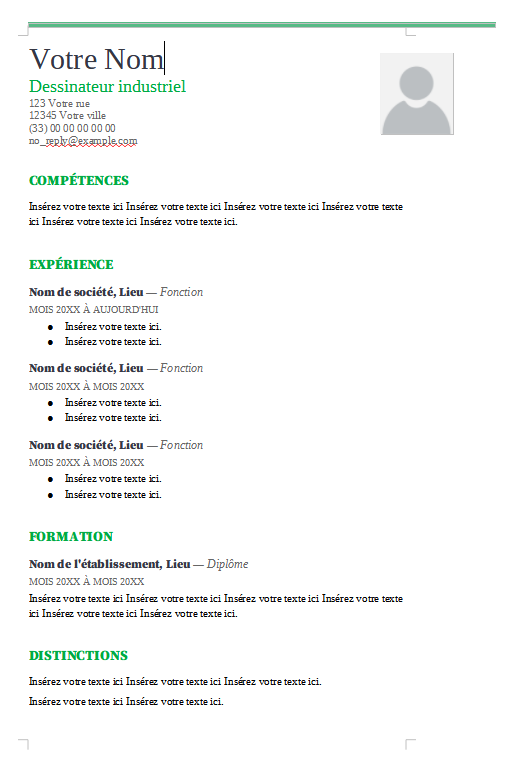 Votre Nom
Dessinateur industriel
123 Votre rue
12345 Votre ville
(33) 00 00 00 00 00
no_reply@example.com
COMPÉTENCES
Insérez votre texte ici Insérez votre texte ici Insérez votre texte ici Insérez votre texte
ici Insérez votre texte ici Insérez votre texte ici.
EXPÉRIENCE
Nom de société, Lieu — Fonction
MOIS 20XX À AUJOURD'HUI
● Insérez votre texte ici.
● Insérez votre texte ici.
Nom de société, Lieu — Fonction
MOIS 20XX À MOIS 20XX
● Insérez votre texte ici.
● Insérez votre texte ici.
Nom de société, Lieu — Fonction
MOIS 20XX À MOIS 20XX
● Insérez votre texte ici.
● Insérez votre texte ici.
FORMATION
Nom de l'établissement, Lieu — Diplôme
MOIS 20XX À MOIS 20XX
Insérez votre texte ici Insérez votre texte ici Insérez votre texte ici Insérez votre texte
ici Insérez votre texte ici Insérez votre texte ici.
DISTINCTIONS
Insérez votre texte ici Insérez votre texte ici Insérez votre texte ici.
Insérez votre texte ici Insérez votre texte ici.